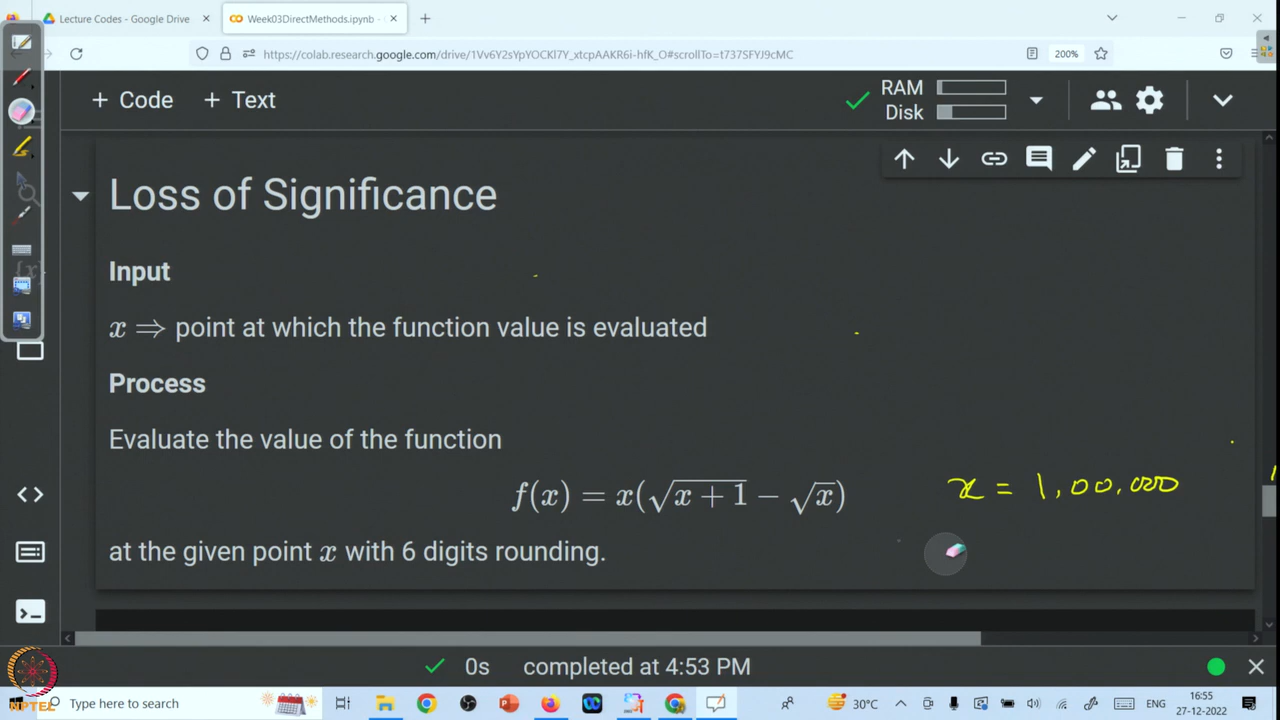 Lecture Codes - Google Drive
Week03DirectMethods.ipynb -
https://colab.research.google.com/drive/1Vv6Y2sYpYOCKl7Y_xtcpAAKR6i-hfK_O#scrollTo=t737SFYJ9cMC
200%
+ Code + Text
RAM
Disk
Loss of Significance
Input
x ⇒ point at which the function value is evaluated
Process
Evaluate the value of the function
f(x) = x(√x + 1 − √x)
x = 1,00,000
at the given point x with 6 digits rounding.
0s completed at 4:53 PM
NPTEL
Type here to search
30°C
ENG
16:55
27-12-2022